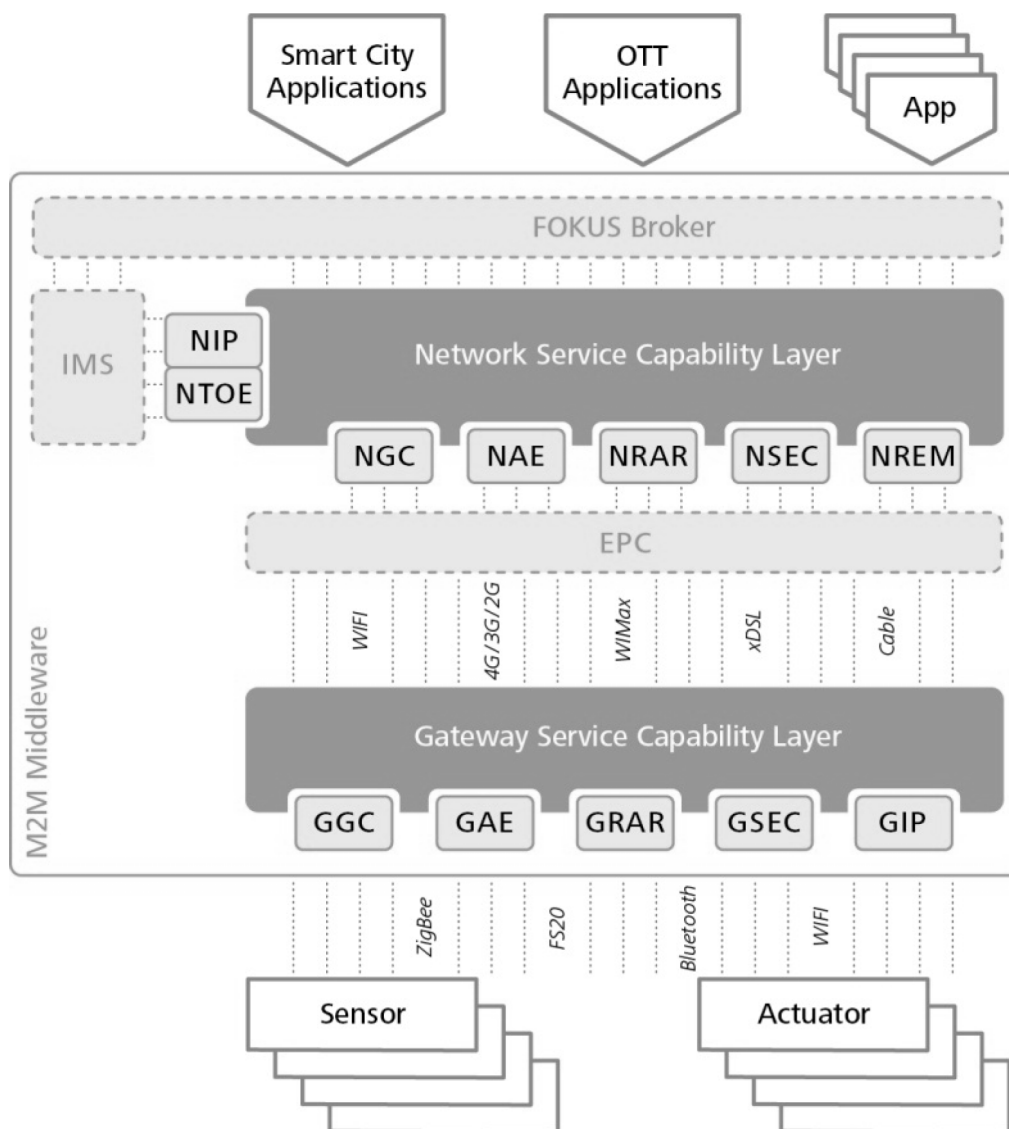 Smart City
Applications
OTT
Applications
App
FOKUS Broker
IMS
NIP
NTOE
Network Service Capability Layer
NGC
NAE
NRAR
NSEC
NREM
EPC
WIFI
4G/3G/2G
WIMax
xDSL
Cable
M2M Middleware
Gateway Service Capability Layer
GGC
GAE
GRAR
GSEC
GIP
ZigBee
FS20
Bluetooth
WIFI
Sensor
Actuator